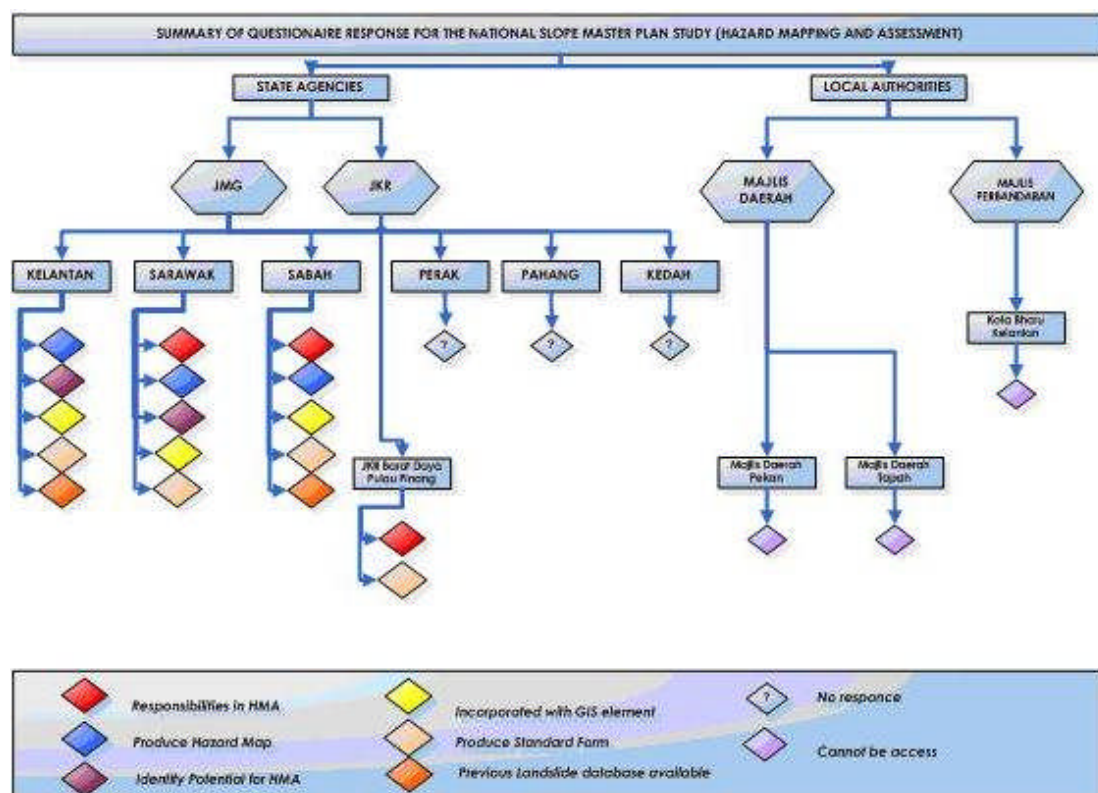 SUMMARY OF QUESTIONAIRE RESPONSE FOR THE NATIONAL SLOPE MASTER PLAN STUDY (HAZARD MAPPING AND ASSESSMENT)
STATE AGENCIES
LOCAL AUTHORITIES
JMG
JKR
MAJLIS
DAERAH
MAJLIS
PERBANDARAN
KELANTAN
SARAWAK
SABAH
PERAK
PAHANG
KEDAH
?
?
?
Kota Bharu
Kelantan
JKR Barat Daya
Pulau Pinang
Majlis Daerah
Pekan
Majlis Daerah
Tapah
Responsibilities in HMA
Produce Hazard Map
Identify Potential for HMA
Incorporated with GIS element
Produce Standard Form
Previous Landslide database available
?
No responce
Cannot be access